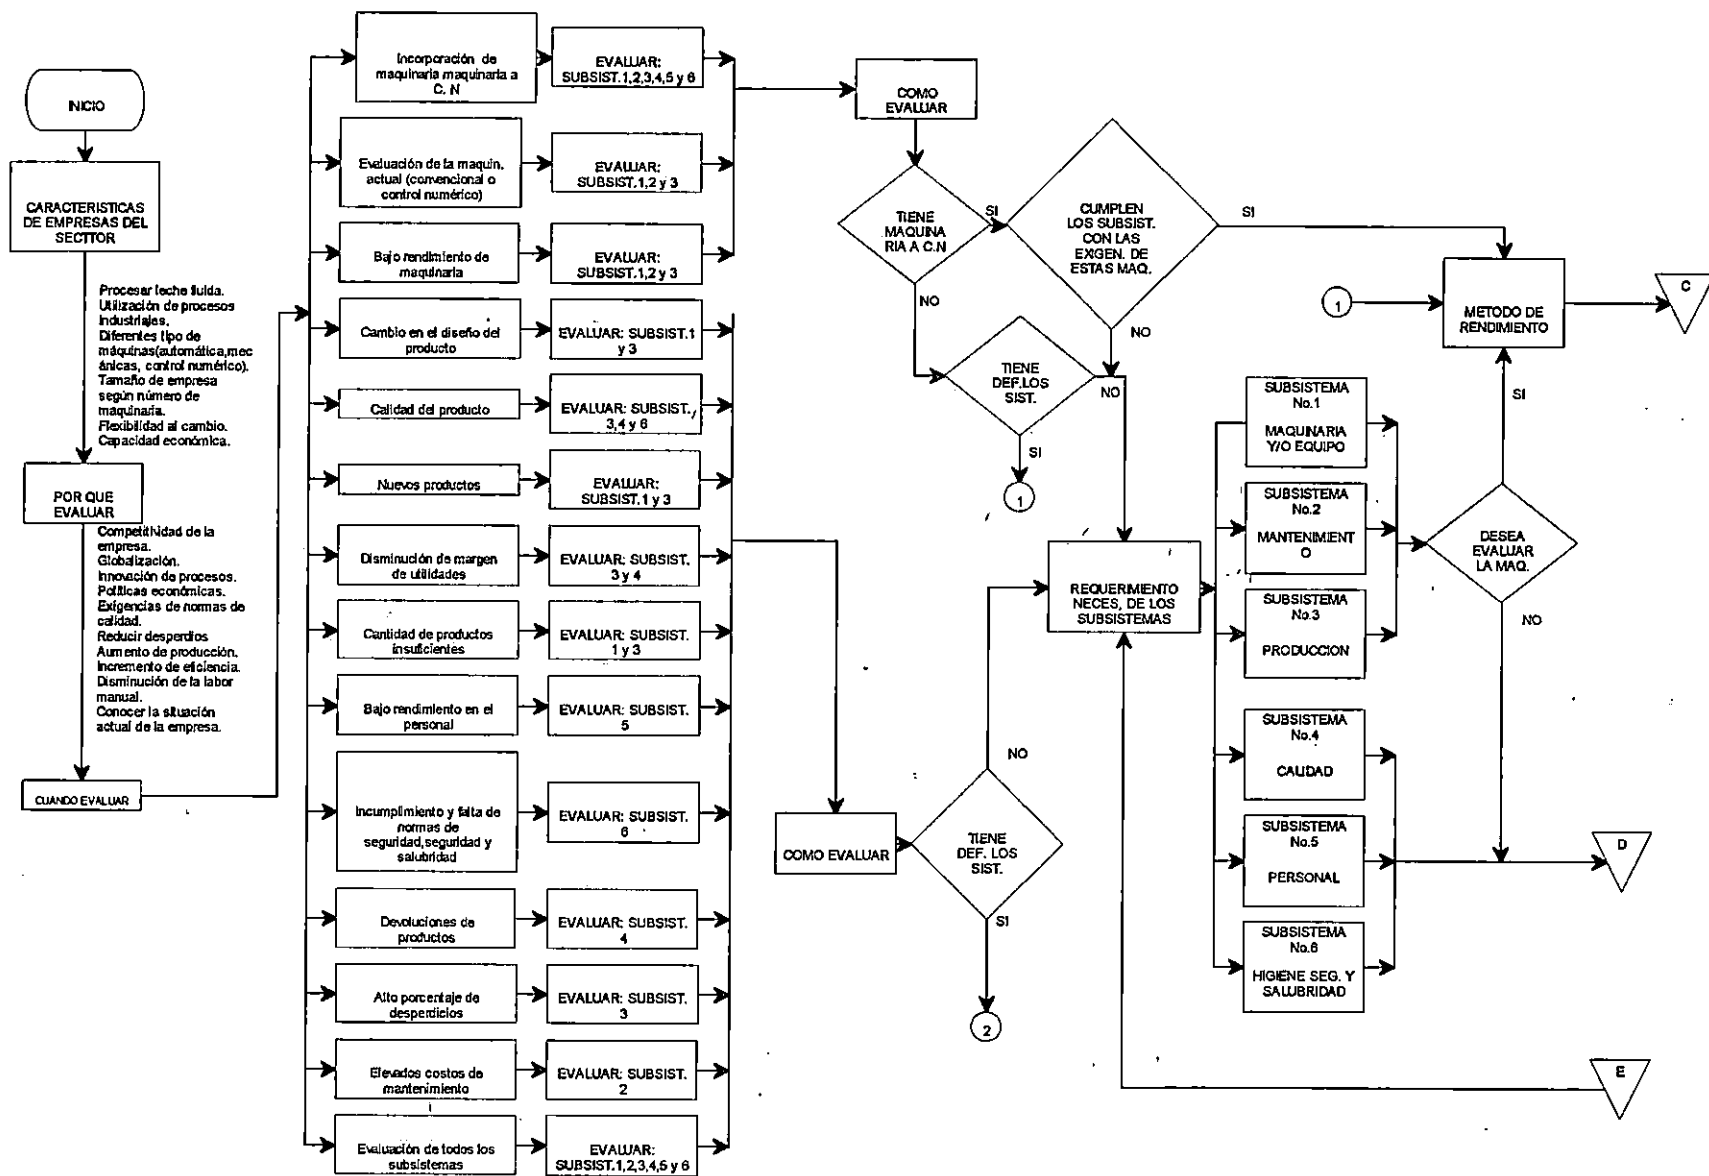 INICIO
CARACTERISTICAS
DE EMPRESAS DEL
SECTTOR
Procesar leche fluida.
Utilización de procesos
Industriales.
Diferentes tipo de
máquinas(automática,mec
ánicas, control numérico).
Tamaño de empresa
según número de
maquinaria.
Flexibilidad al cambio.
Capacidad económica.
POR QUE
EVALUAR
Competitividad de la
empresa.
Globalización.
Innovación de procesos.
Políticas económicas.
Exigencias de normas de
calidad.
Reducir desperdios
Aumento de producción.
Incremento de eficiencia.
Disminución de la labor
manual.
Conocer la situación
actual de la empresa.
CUANDO EVALUAR
Incorporación de
maquinaria maquinaria a
C. N
EVALUAR:
SUBSIST.1,2,3,4,5 y 6
Evaluación de la maquin.
actual (convencional o
control numérico)
EVALUAR:
SUBSIST.1,2 y 3
Bajo rendimiento de
maquinaria
EVALUAR:
SUBSIST.1,2 y 3
Cambio en el diseño del
producto
EVALUAR: SUBSIST.1
y 3
Calidad del producto
EVALUAR: SUBSIST.
3,4 y 6
Nuevos productos
EVALUAR:
SUBSIST.1 y 3
Disminución de margen
de utilidades
EVALUAR: SUBSIST.
3 y 4
Cantidad de productos
insuficientes
EVALUAR: SUBSIST.
1 y 3
Bajo rendimiento en el
personal
EVALUAR: SUBSIST.
5
Incumplimiento y falta de
normas de
seguridad,seguridad y
salubridad
EVALUAR: SUBSIST.
6
Devoluciones de
productos
EVALUAR: SUBSIST.
4
Alto porcentaje de
desperdicios
EVALUAR: SUBSIST.
3
Elevados costos de
mantenimiento
EVALUAR: SUBSIST.
2
Evaluación de todos los
subsistemas
EVALUAR:
SUBSIST.1,2,3,4,5 y 6
COMO
EVALUAR
TIENE
MAQUINA
RIA A C.N
SI
NO
CUMPLEN
LOS SUBSIST.
CON LAS
EXIGEN. DE
ESTAS MAQ.
SI
NO
TIENE
DEF.LOS
SIST.
NO
SI
1
COMO EVALUAR
TIENE
DEF. LOS
SIST.
NO
SI
2
REQUERIMIENTO
NECES, DE LOS
SUBSISTEMAS
1
METODO DE
RENDIMIENTO
C
SI
SUBSISTEMA
No.1
MAQUINARIA
Y/O EQUIPO
SUBSISTEMA
No.2
MANTENIMIENT
O
SUBSISTEMA
No.3
PRODUCCION
DESEA
EVALUAR
LA MAQ.
NO
SUBSISTEMA
No.4
CALIDAD
SUBSISTEMA
No.5
PERSONAL
SUBSISTEMA
No.6
HIGIENE SEG. Y
SALUBRIDAD
D
E